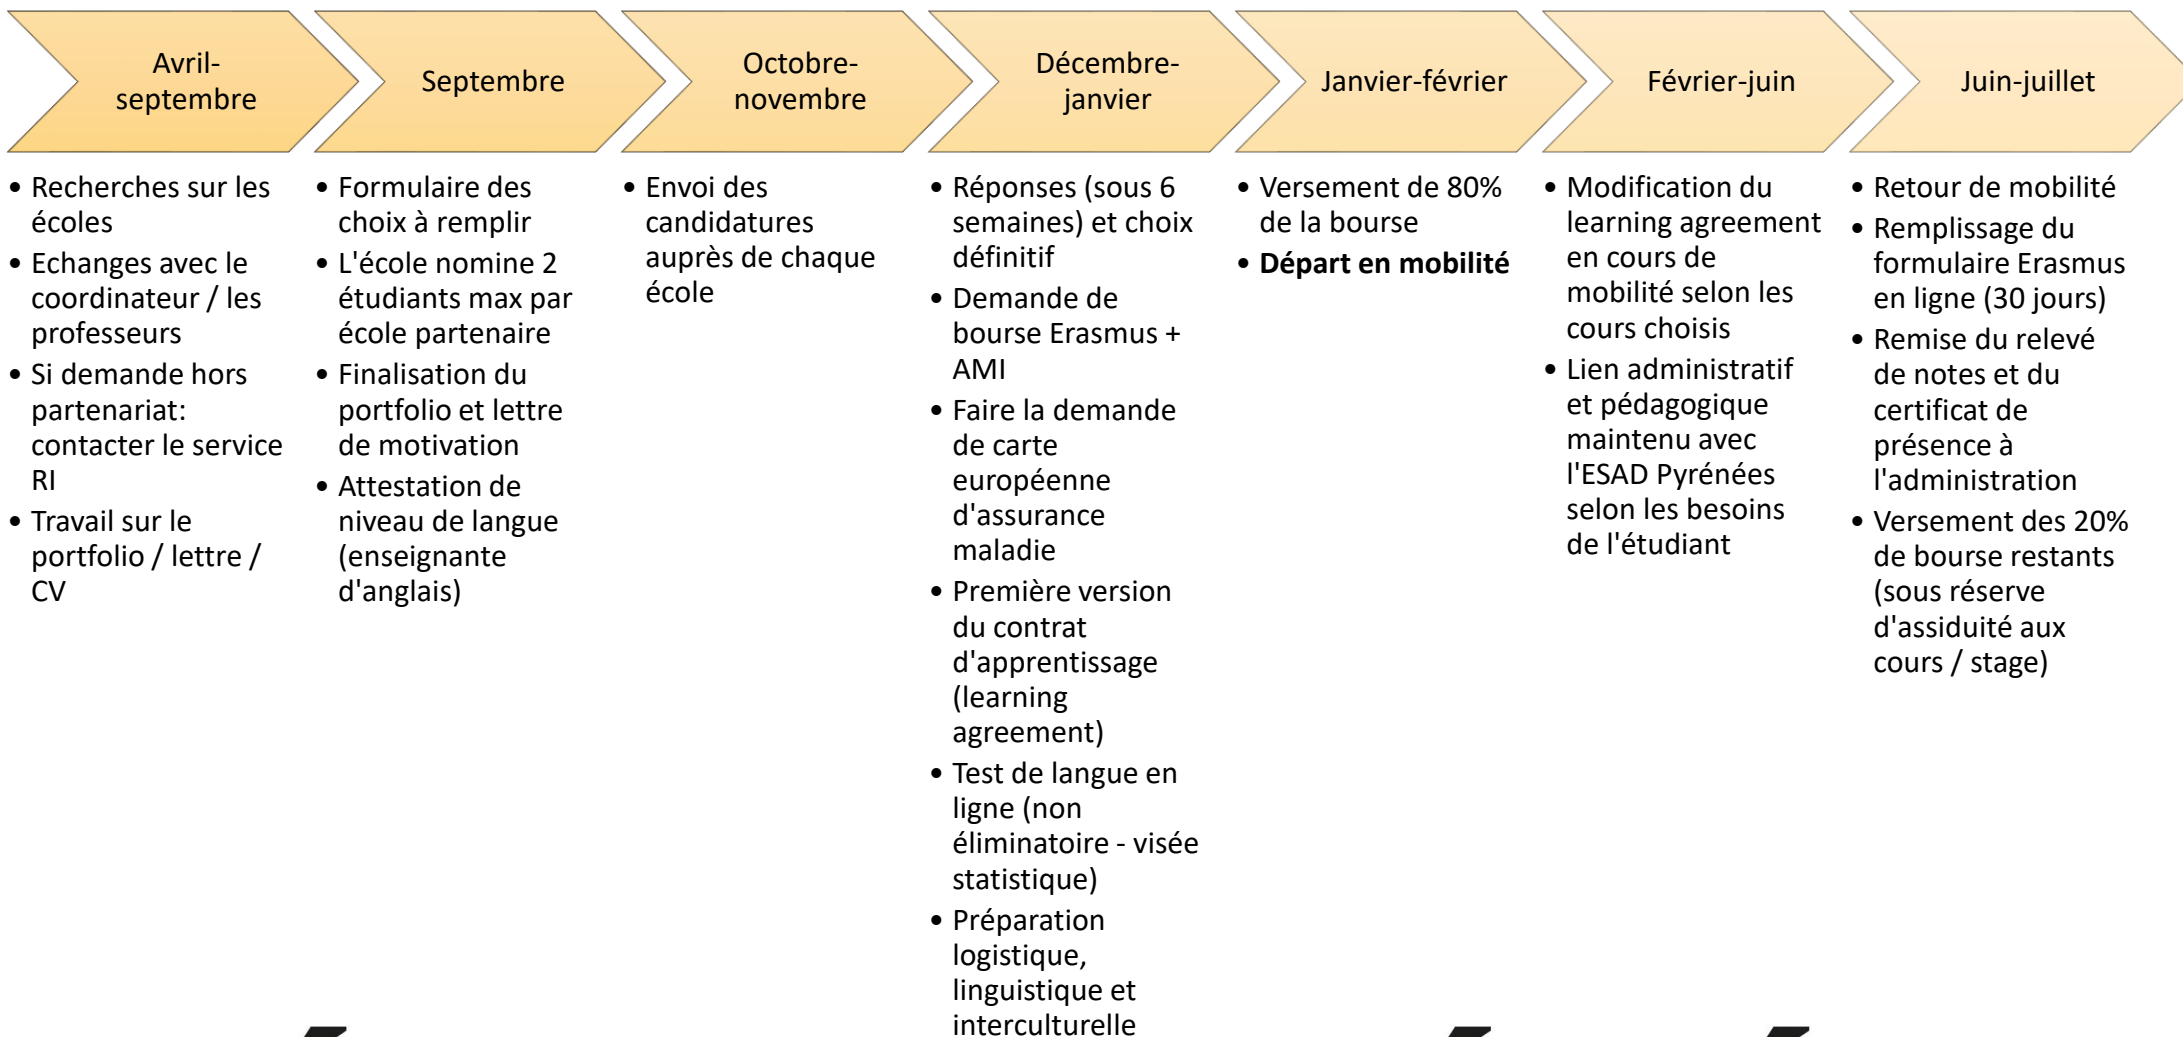 Avril-
septembre
Septembre
Octobre-
novembre
Décembre-
janvier
Janvier-février
Février-juin
Juin-juillet
• Recherches sur les
écoles
• Echanges avec le
coordinateur / les
professeurs
• Si demande hors
partenariat:
contacter le service
RI
• Travail sur le
portfolio / lettre /
CV
• Formulaire des
choix à remplir
• L'école nomine 2
étudiants max par
école partenaire
• Finalisation du
portfolio et lettre
de motivation
• Attestation de
niveau de langue
(enseignante
d'anglais)
• Envoi des
candidatures
auprès de chaque
école
• Réponses (sous 6
semaines) et choix
définitif
• Demande de
bourse Erasmus +
AMI
• Faire la demande
de carte
européenne
d'assurance
maladie
• Première version
du contrat
d'apprentissage
(learning
agreement)
• Test de langue en
ligne (non
éliminatoire - visée
statistique)
• Préparation
logistique,
linguistique et
interculturelle
• Versement de 80%
de la bourse
• Départ en mobilité
• Modification du
learning agreement
en cours de
mobilité selon les
cours choisis
• Lien administratif
et pédagogique
maintenu avec
l'ESAD Pyrénées
selon les besoins
de l'étudiant
• Retour de mobilité
• Remplissage du
formulaire Erasmus
en ligne (30 jours)
• Remise du relevé
de notes et du
certificat de
présence à
l'administration
• Versement des 20%
de bourse restants
(sous réserve
d'assiduité aux
cours / stage)